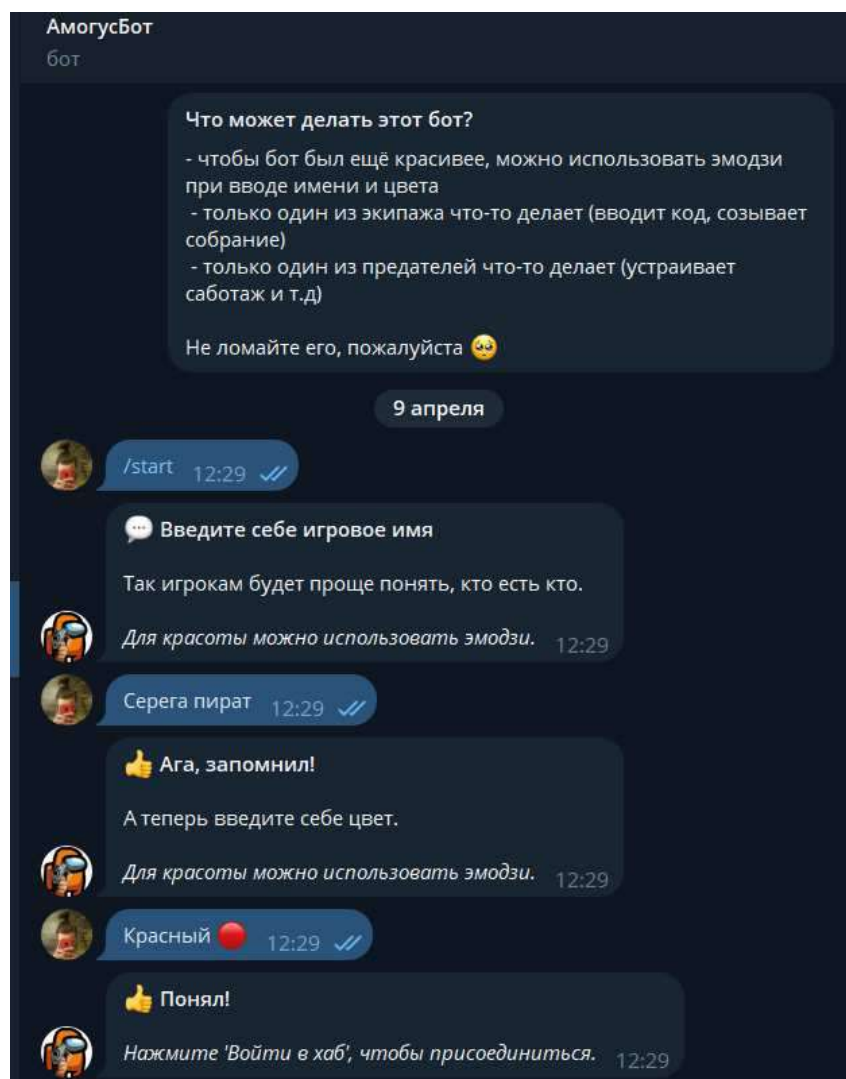 АмогусБот
бот
Что может делать этот бот?
- чтобы бот был ещё красивее, можно использовать эмодзи
при вводе имени и цвета
- только один из экипажа что-то делает (вводит код, созывает
собрание)
- только один из предателей что-то делает (устраивает
саботаж и т.д)
Не ломайте его, пожалуйста 🥺
9 апреля
/start 12:29
💬 Введите себе игровое имя
Так игрокам будет проще понять, кто есть кто.
Для красоты можно использовать эмодзи. 12:29
Серега пират 12:29
👍 Ага, запомнил!
А теперь введите себе цвет.
Для красоты можно использовать эмодзи. 12:29
Красный 🔴 12:29
👍 Понял!
Нажмите 'Войти в хаб', чтобы присоединиться. 12:29